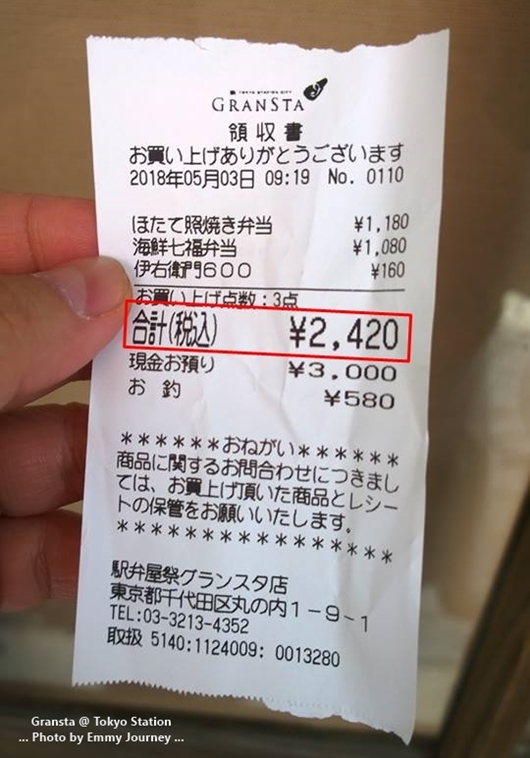 TOKYO STATION CITY
GRANSTA
領収書
お買い上げありがとうございます
2018年05月03日 09:19 No. 0110
ほたて照焼き弁当 ¥1,180
海鮮七福弁当 ¥1,080
伊右衛門600 ¥160
お買い上げ点数：3点
合計(税込) ¥2,420
現金お預り ¥3,000
お 釣 ¥580
******おねがい******
商品に関するお問合わせにつきまし
ては、お買上げ頂いた商品とレシー
トの保管をお願いいたします。
*****************
駅弁屋祭グランスタ店
東京都千代田区丸の内1-9-1
TEL:03-3213-4352
取扱 5140:1124009: 0013280
Gransta @ Tokyo Station
... Photo by Emmy Journey ...